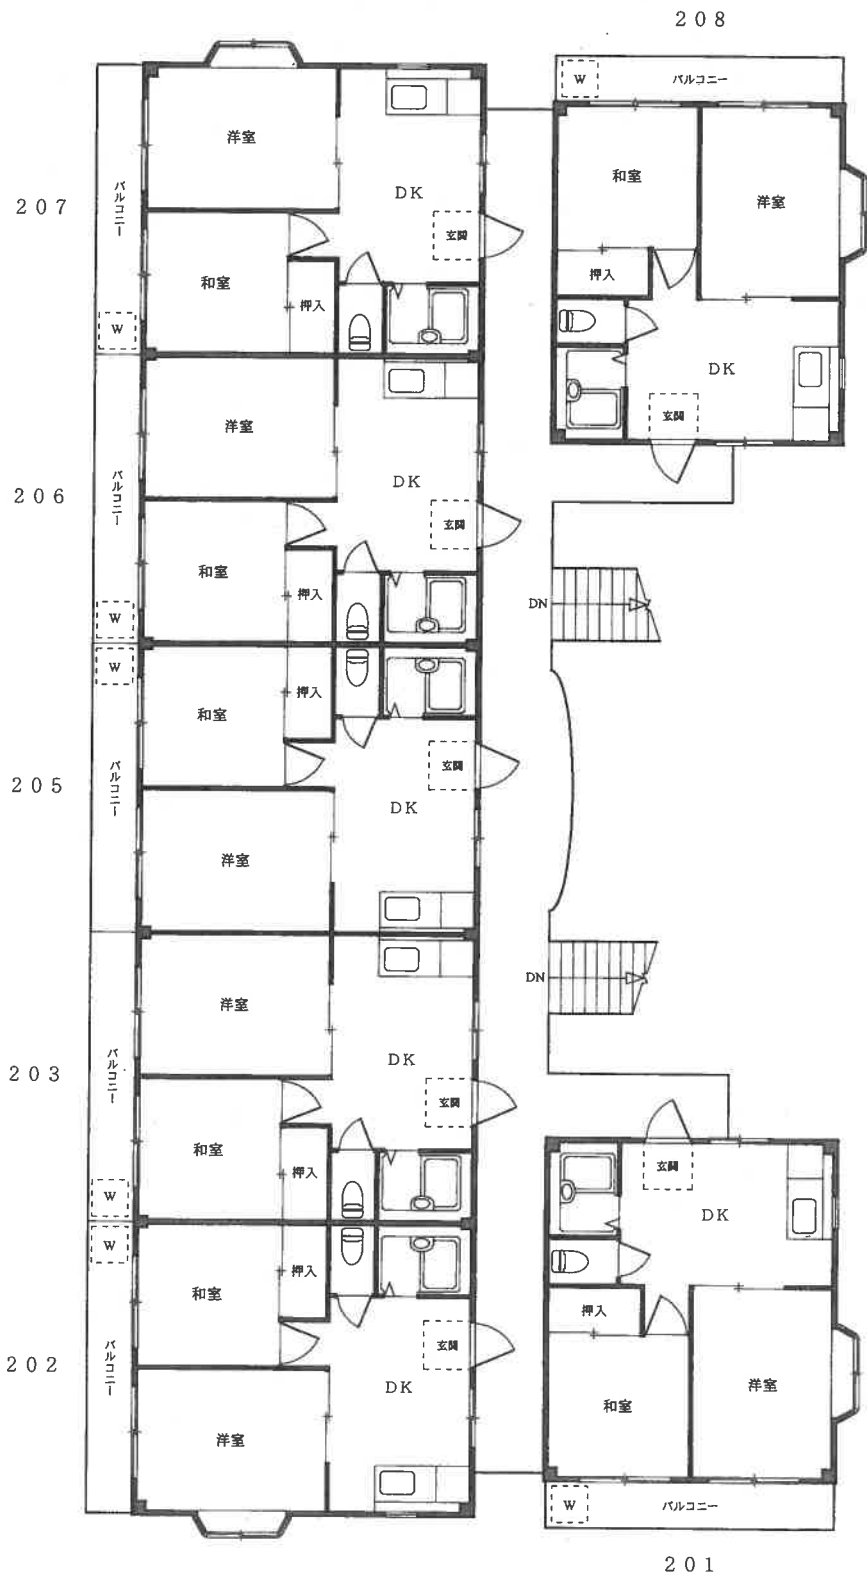 208
W
バルコニー
和室
洋室
押入
DK
玄関
207
バルコニー
洋室
DK
玄関
和室
押入
W
206
バルコニー
洋室
DK
玄関
和室
押入
W
DN
205
W
バルコニー
和室
押入
玄関
DK
洋室
DN
203
バルコニー
洋室
DK
玄関
和室
押入
W
202
W
バルコニー
和室
押入
玄関
DK
洋室
玄関
DK
押入
和室
洋室
W
バルコニー
201